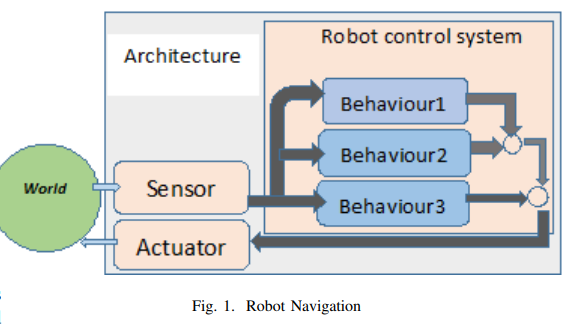 Robot control system
Architecture
Behaviour1
Behaviour2
World
Sensor
Behaviour3
Actuator
Fig. 1. Robot Navigation